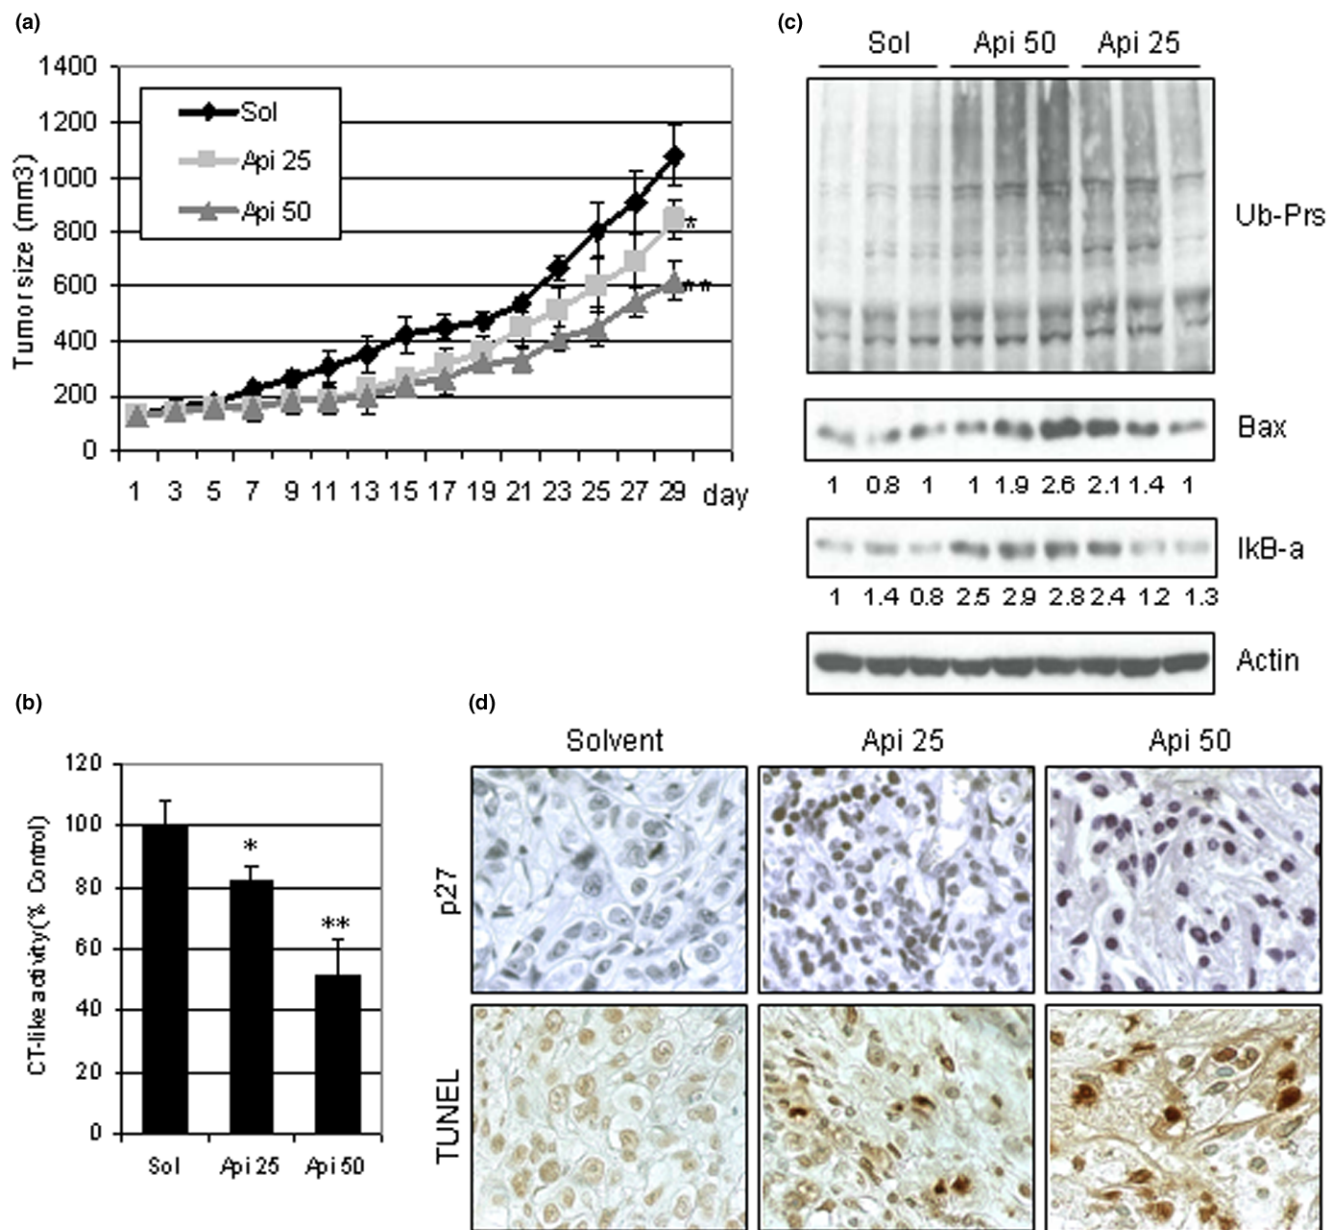 (a)
1400
1200
1000
800
600
400
200
0
Tumor size (mm3)
Sol
Api 25
Api 50
*
**
1 3 5 7 9 11 13 15 17 19 21 23 25 27 29 day
(b)
120
100
80
60
40
20
0
CT-like activity(% Control)
*
**
Sol Api 25 Api 50
(c)
Sol Api 50 Api 25
Ub-Prs
Bax
1 0.8 1 1 1.9 2.6 2.1 1.4 1
IkB-a
1 1.4 0.8 2.5 2.9 2.8 2.4 1.2 1.3
Actin
(d)
Solvent Api 25 Api 50
p27
TUNEL